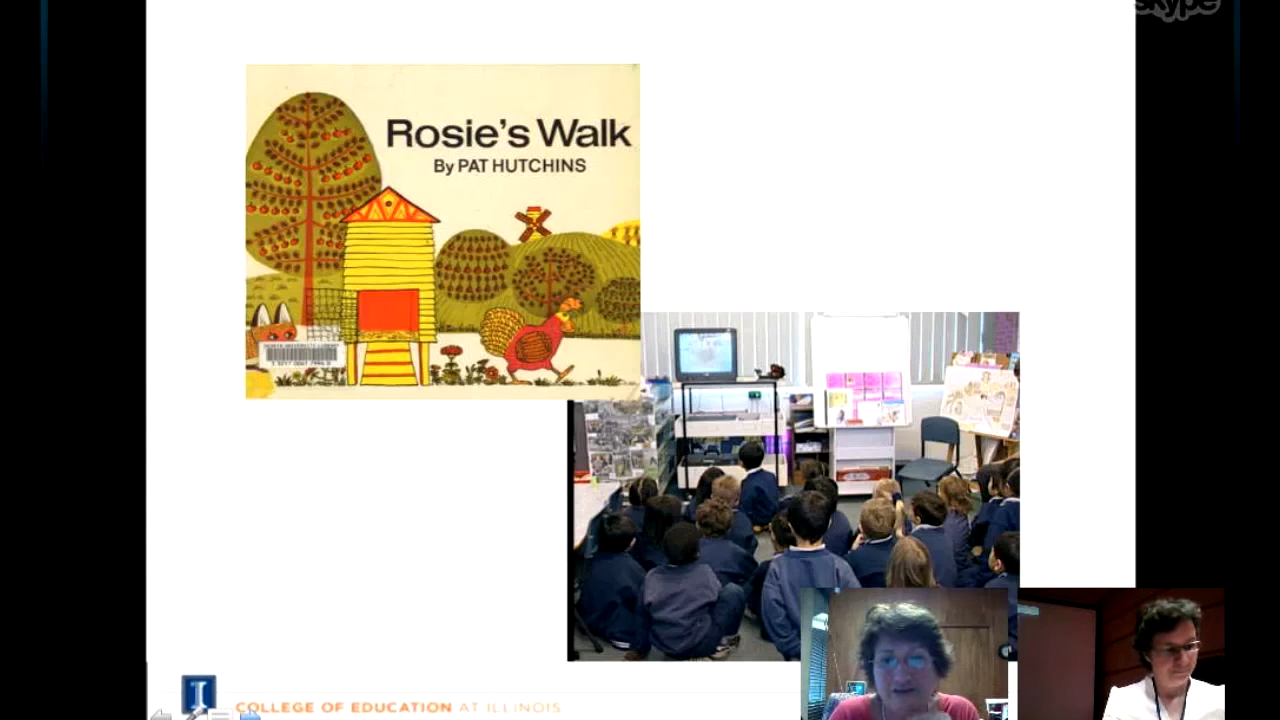 skype
Rosie's Walk
By PAT HUTCHINS
COLLEGE OF EDUCATION AT ILLINOIS